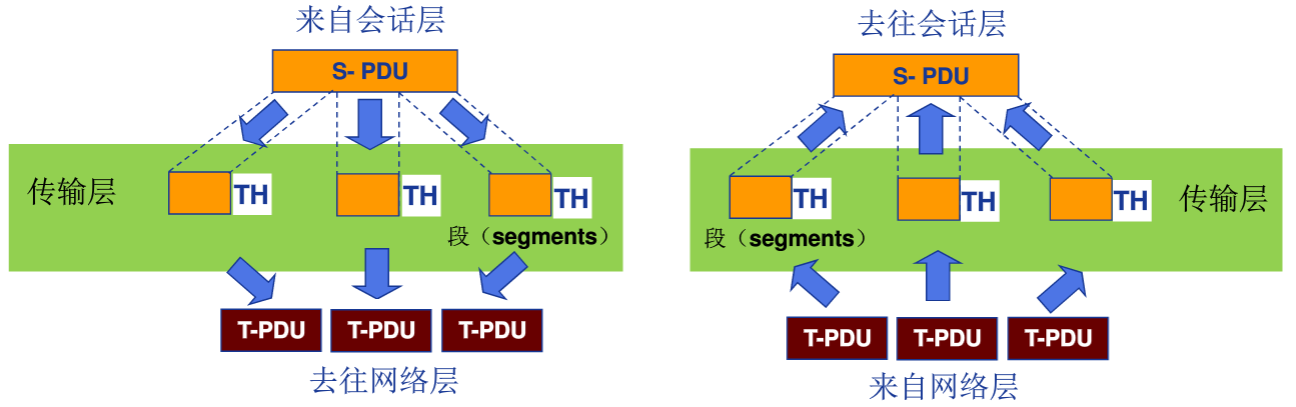 来自会话层
S- PDU
传输层
TH
TH
TH
段（segments）
T-PDU
T-PDU
T-PDU
去往网络层
去往会话层
S- PDU
TH
TH
TH
传输层
段（segments）
T-PDU
T-PDU
T-PDU
来自网络层